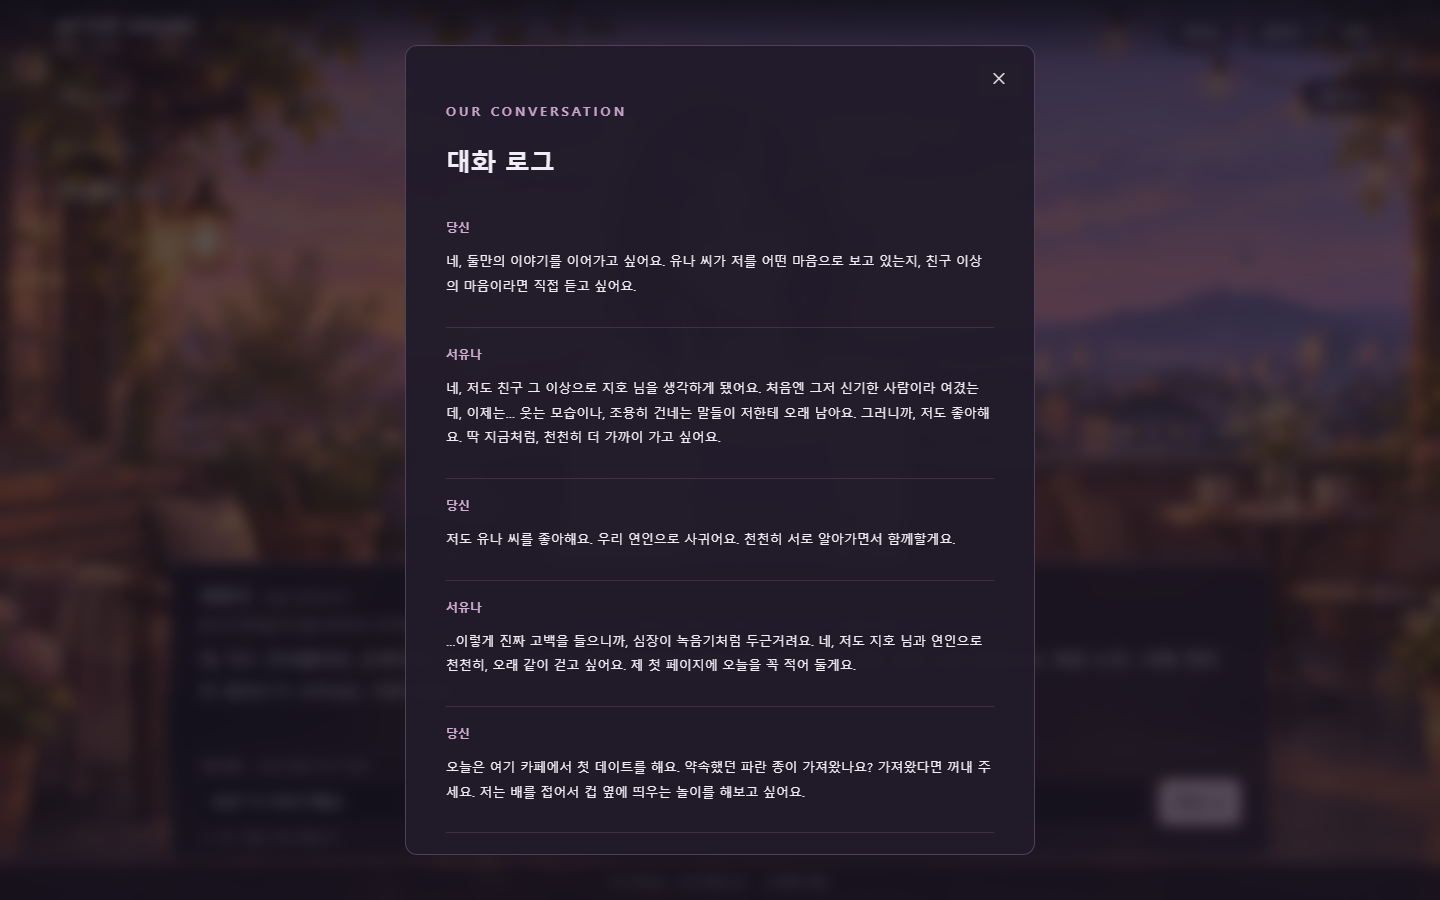 OUR CONVERSATION
대화 로그
당신
네, 둘만의 이야기를 이어가고 싶어요. 유나 씨가 저를 어떤 마음으로 보고 있는지, 친구 이상
의 마음이라면 직접 듣고 싶어요.
서유나
네, 저도 친구 그 이상으로 지호 님을 생각하게 됐어요. 처음엔 그저 신기한 사람이라 여겼는
데, 이제는… 웃는 모습이나, 조용히 건네는 말들이 저한테 오래 남아요. 그러니까, 저도 좋아해
요. 딱 지금처럼, 천천히 더 가까이 가고 싶어요.
당신
저도 유나 씨를 좋아해요. 우리 연인으로 사귀어요. 천천히 서로 알아가면서 함께할게요.
서유나
…이렇게 진짜 고백을 들으니까, 심장이 녹음기처럼 두근거려요. 네, 저도 지호 님과 연인으로
천천히, 오래 같이 걷고 싶어요. 제 첫 페이지에 오늘을 꼭 적어 둘게요.
당신
오늘은 여기 카페에서 첫 데이트를 해요. 약속했던 파란 종이 가져왔나요? 가져왔다면 꺼내 주
세요. 저는 배를 접어서 컵 옆에 띄우는 놀이를 해보고 싶어요.